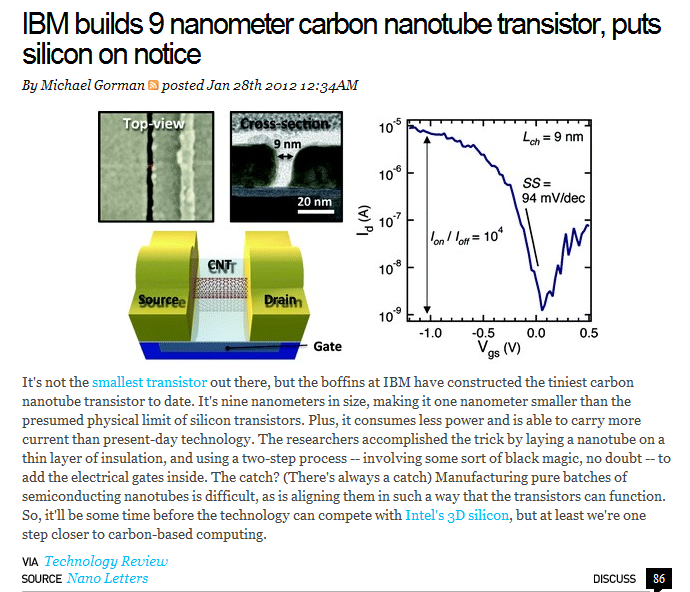 IBM builds 9 nanometer carbon nanotube transistor, puts
silicon on notice
By Michael Gorman posted Jan 28th 2012 12:34AM
Top-view
Cross-section
9 nm
20 nm
CNT
Source
Drain
Gate
10⁻⁵
10⁻⁶
10⁻⁷
10⁻⁸
10⁻⁹
I_d (A)
L_ch = 9 nm
SS =
94 mV/dec
I_on / I_off = 10⁴
-1.0 -0.5 0.0 0.5
V_gs (V)
It's not the smallest transistor out there, but the boffins at IBM have constructed the tiniest carbon
nanotube transistor to date. It's nine nanometers in size, making it one nanometer smaller than the
presumed physical limit of silicon transistors. Plus, it consumes less power and is able to carry more
current than present-day technology. The researchers accomplished the trick by laying a nanotube on a
thin layer of insulation, and using a two-step process -- involving some sort of black magic, no doubt -- to
add the electrical gates inside. The catch? (There's always a catch) Manufacturing pure batches of
semiconducting nanotubes is difficult, as is aligning them in such a way that the transistors can function.
So, it'll be some time before the technology can compete with Intel's 3D silicon, but at least we're one
step closer to carbon-based computing.
VIA Technology Review
SOURCE Nano Letters
DISCUSS 86